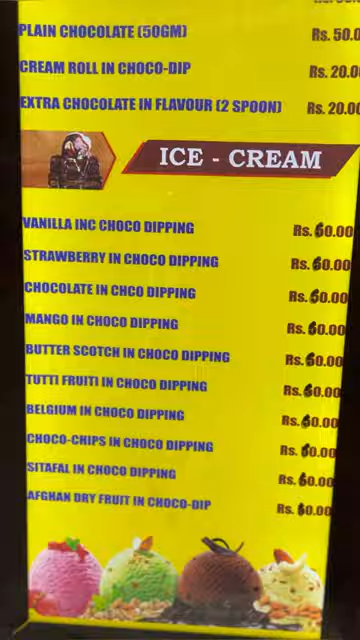 PLAIN CHOCOLATE (50GM) Rs. 50.0
CREAM ROLL IN CHOCO-DIP Rs. 20.0
EXTRA CHOCOLATE IN FLAVOUR (2 SPOON) Rs. 20.00
ICE - CREAM
VANILLA INC CHOCO DIPPING Rs. 60.00
STRAWBERRY IN CHOCO DIPPING Rs. 60.00
CHOCOLATE IN CHCO DIPPING Rs. 60.00
MANGO IN CHOCO DIPPING Rs. 60.00
BUTTER SCOTCH IN CHOCO DIPPING Rs. 60.00
TUTTI FRUITI IN CHOCO DIPPING Rs. 60.00
BELGIUM IN CHOCO DIPPING Rs. 60.00
CHOCO-CHIPS IN CHOCO DIPPING Rs. 60.00
SITAFAL IN CHOCO DIPPING Rs. 60.00
AFGHAN DRY FRUIT IN CHOCO-DIP Rs. 60.00